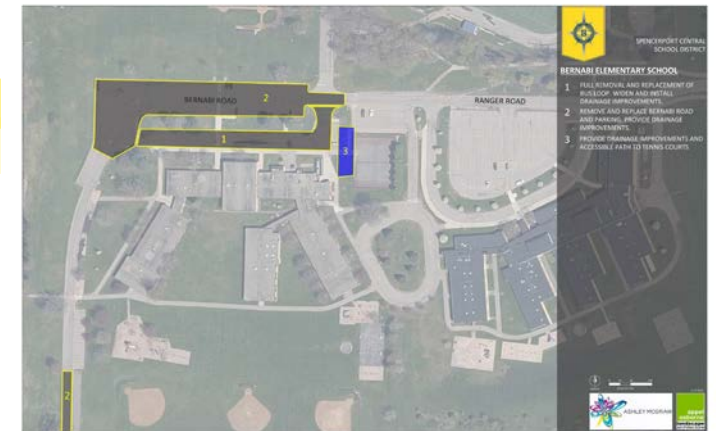 SPENCERPORT CENTRAL
SCHOOL DISTRICT
BERNABI ELEMENTARY SCHOOL
1 FULL REMOVAL AND REPLACEMENT OF
BUS LOOP. WIDEN AND INSTALL
DRAINAGE IMPROVEMENTS.
2 REMOVE AND REPLACE BERNABI ROAD
AND PARKING. PROVIDE DRAINAGE
IMPROVEMENTS.
3 PROVIDE DRAINAGE IMPROVEMENTS AND
ACCESSIBLE PATH TO TENNIS COURTS
BERNABI ROAD
2
RANGER ROAD
1
3
2
ASHLEY MCGRAW
appel
osborne